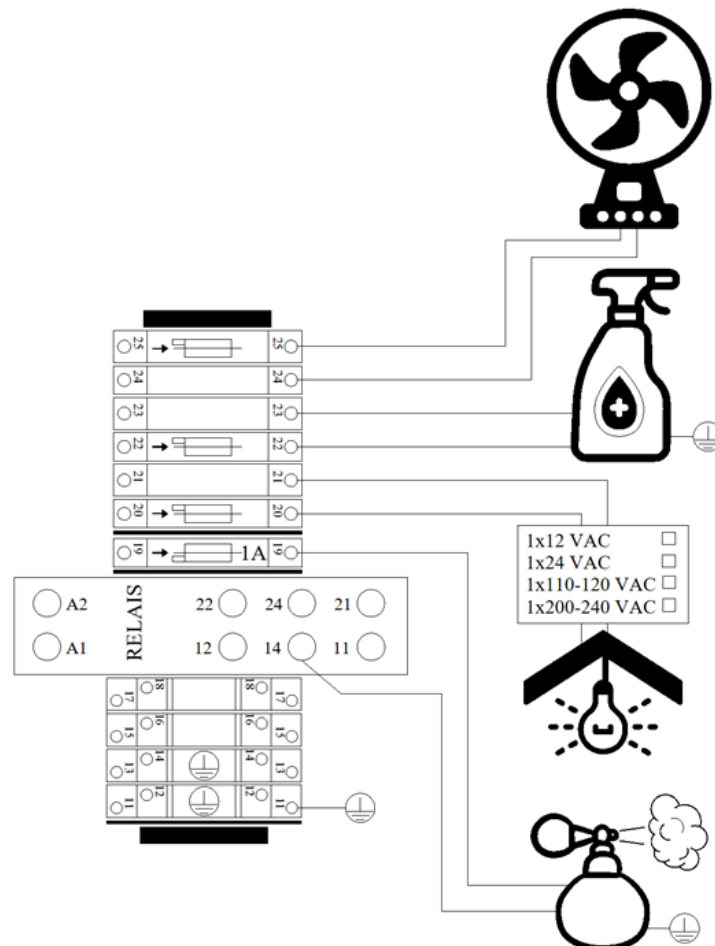 25 25
24 24
23 23
22 22
21 21
20 20
19 1A 19
1x12 VAC
1x24 VAC
1x110-120 VAC
1x200-240 VAC
A2 22 24 21
RELAIS
A1 12 14 11
18 18
17 17
16 16
15 15
14 14
13 13
12 12
11 11